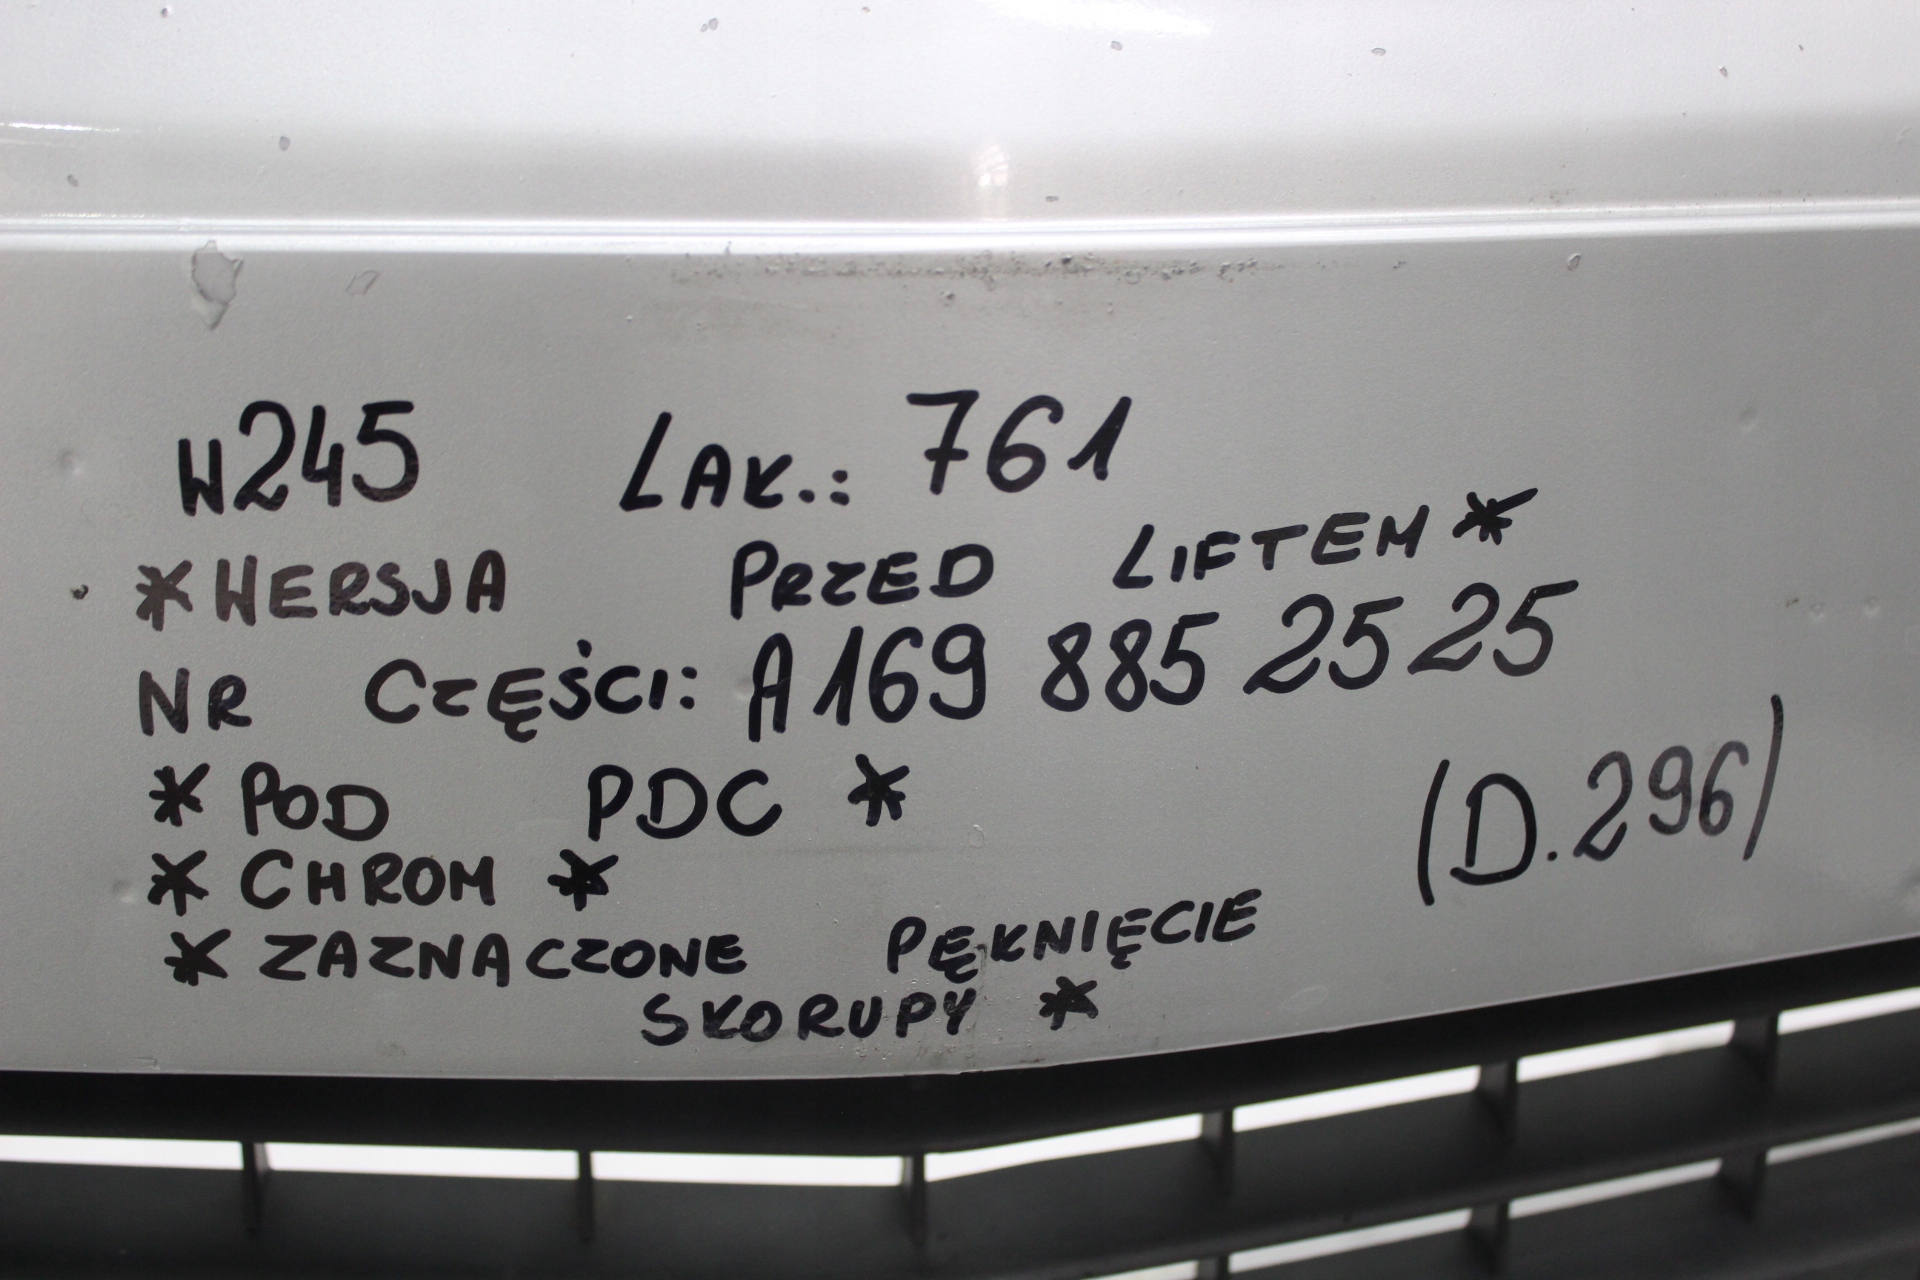 W245 LAK.: 761
*WERSJA PRZED LIFTEM*
NR CZĘŚCI: A169 885 25 25
*POD PDC*
(D.296)
*CHROM*
*ZAZNACZONE PĘKNIĘCIE
SKORUPY*